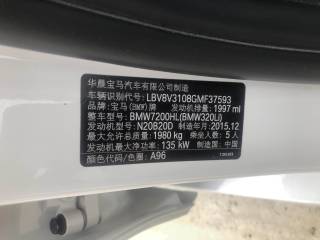 华晨宝马汽车有限公司制造
车辆识别代号: LBV8V3108GMF37593
品牌: 宝马(BMW)牌 发动机排量: 1997 ml
整车型号: BMW7200HL(BMW320Li)
发动机型号: N20B20D 制造年月: 2015.12
最大允许总质量: 1980 kg 乘坐人数: 5 人
发动机最大净功率: 135 kW 制造国: 中国
颜色代码/色圈: A96